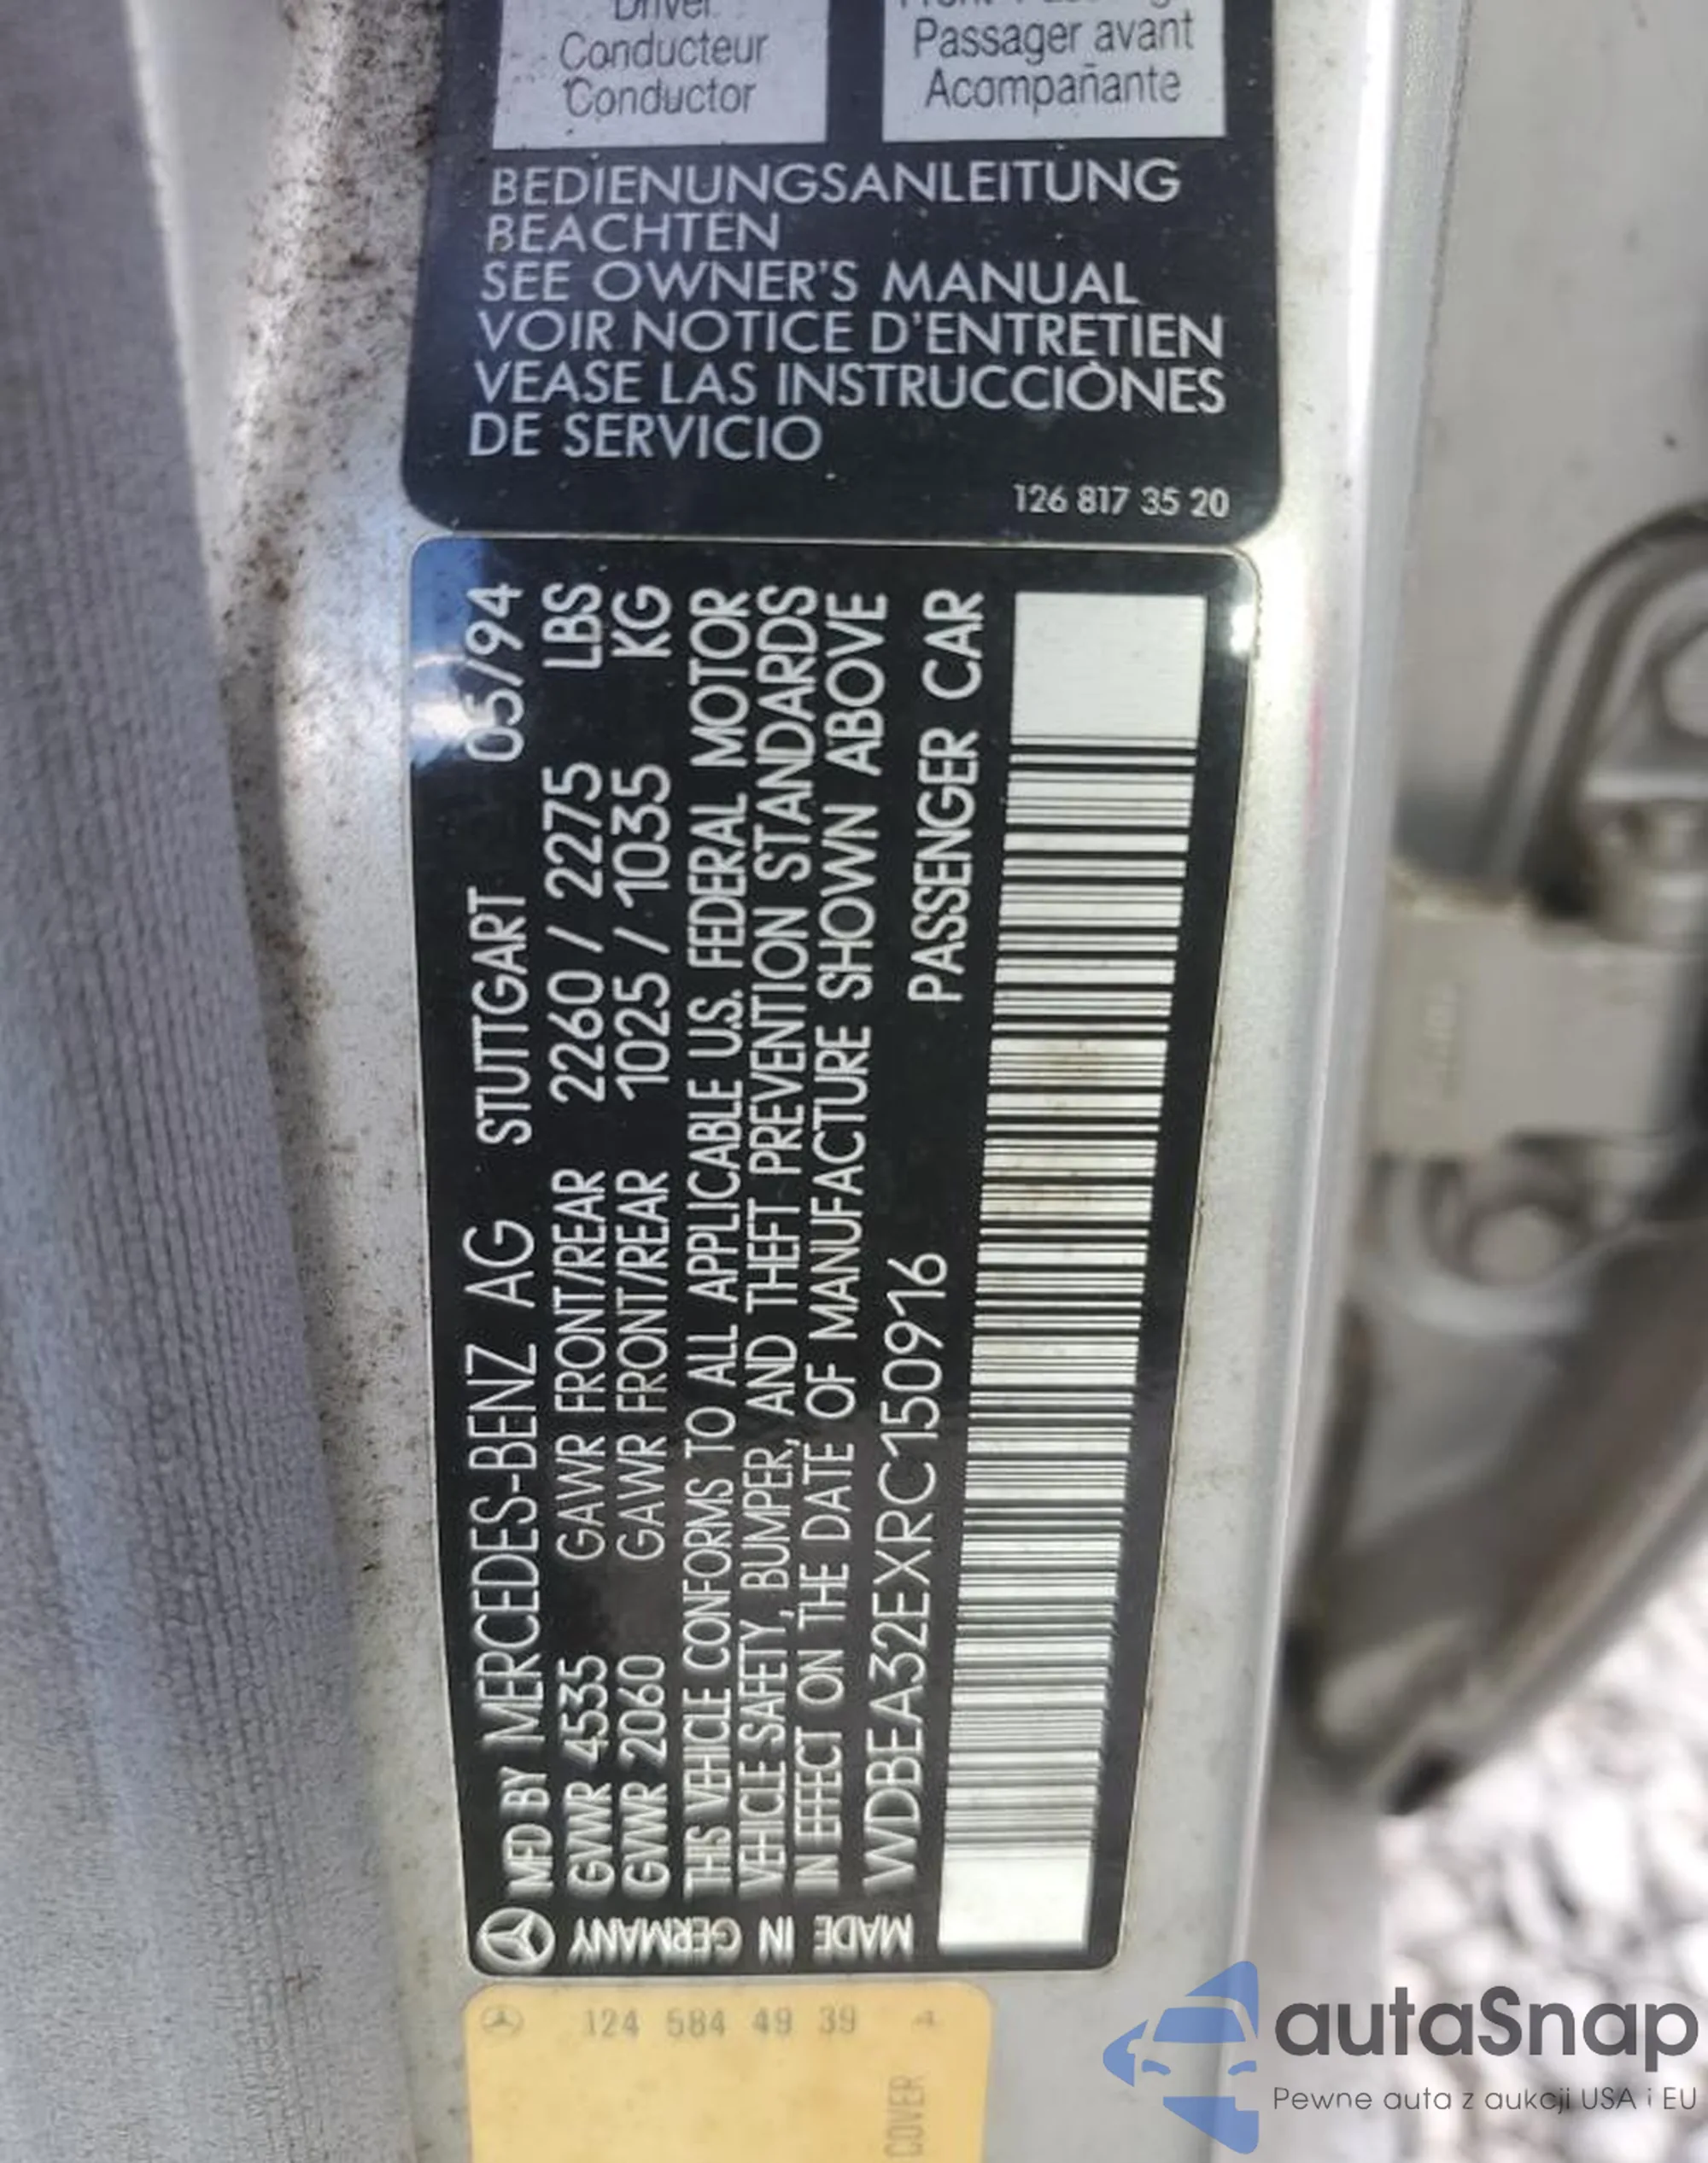 Driver
Conducteur
Conductor
Passager avant
Acompañante
BEDIENUNGSANLEITUNG
BEACHTEN
SEE OWNER'S MANUAL
VOIR NOTICE D'ENTRETIEN
VEASE LAS INSTRUCCIONES
DE SERVICIO
126 817 35 20
MFD BY MERCEDES-BENZ AG STUTTGART 05/94
GVWR 4535 GAWR FRONT/REAR 2260 / 2275 LBS
GVWR 2060 GAWR FRONT/REAR 1025 / 1035 KG
THIS VEHICLE CONFORMS TO ALL APPLICABLE U.S. FEDERAL MOTOR
VEHICLE SAFETY, BUMPER, AND THEFT PREVENTION STANDARDS
IN EFFECT ON THE DATE OF MANUFACTURE SHOWN ABOVE
WDBEA32EXRC150916 PASSENGER CAR
MADE IN GERMANY
124 584 49 39
COVER
autaSnap
Pewne auta z aukcji USA i EU